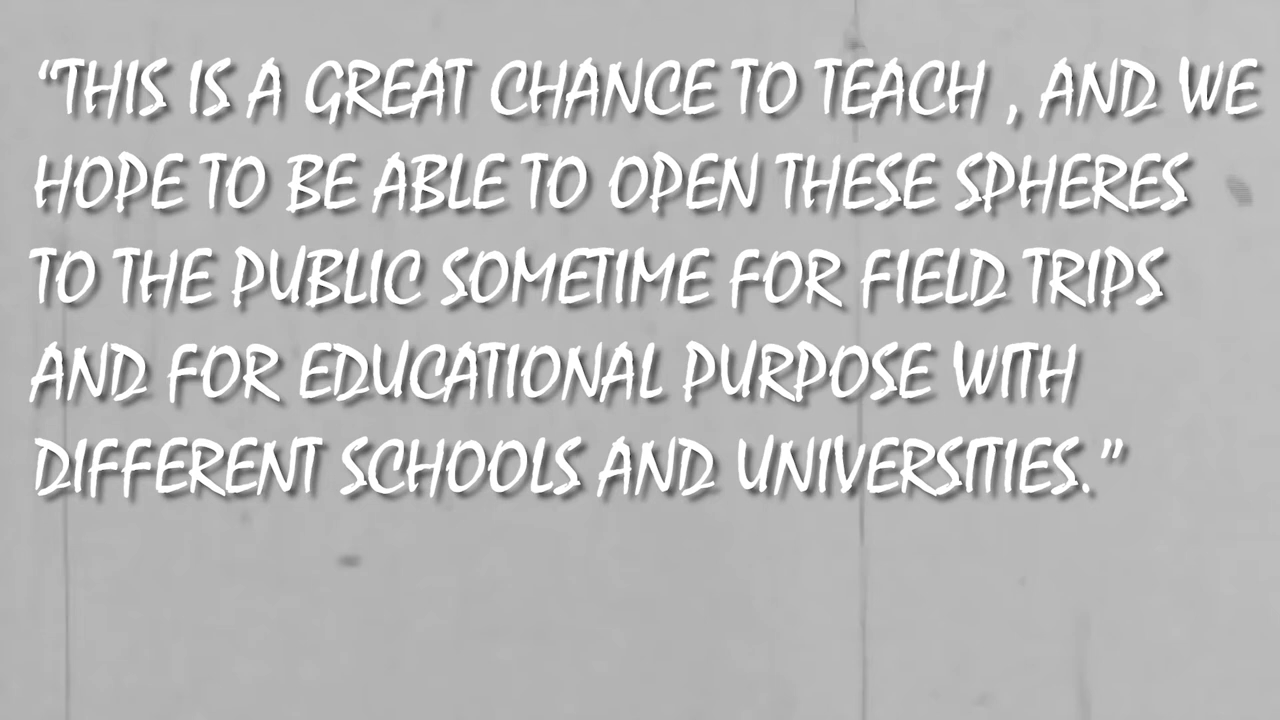 “THIS IS A GREAT CHANCE TO TEACH , AND WE
HOPE TO BE ABLE TO OPEN THESE SPHERES
TO THE PUBLIC SOMETIME FOR FIELD TRIPS
AND FOR EDUCATIONAL PURPOSE WITH
DIFFERENT SCHOOLS AND UNIVERSITIES.”